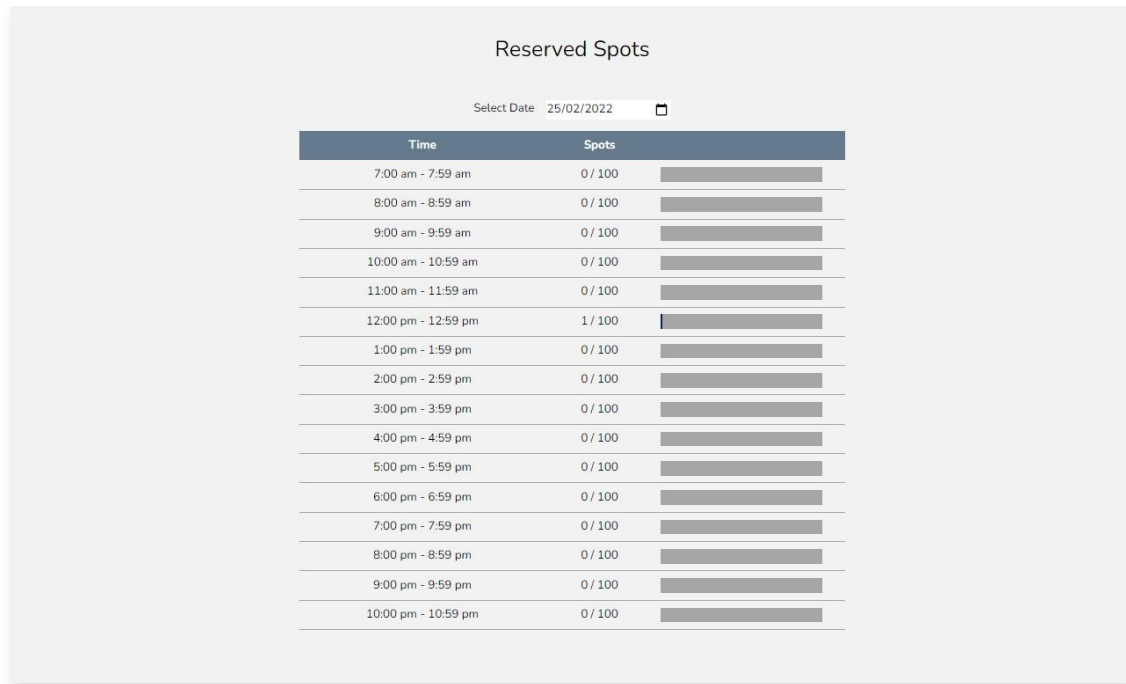 Reserved Spots
Select Date 25/02/2022
Time Spots
7:00 am - 7:59 am 0 / 100
8:00 am - 8:59 am 0 / 100
9:00 am - 9:59 am 0 / 100
10:00 am - 10:59 am 0 / 100
11:00 am - 11:59 am 0 / 100
12:00 pm - 12:59 pm 1 / 100
1:00 pm - 1:59 pm 0 / 100
2:00 pm - 2:59 pm 0 / 100
3:00 pm - 3:59 pm 0 / 100
4:00 pm - 4:59 pm 0 / 100
5:00 pm - 5:59 pm 0 / 100
6:00 pm - 6:59 pm 0 / 100
7:00 pm - 7:59 pm 0 / 100
8:00 pm - 8:59 pm 0 / 100
9:00 pm - 9:59 pm 0 / 100
10:00 pm - 10:59 pm 0 / 100